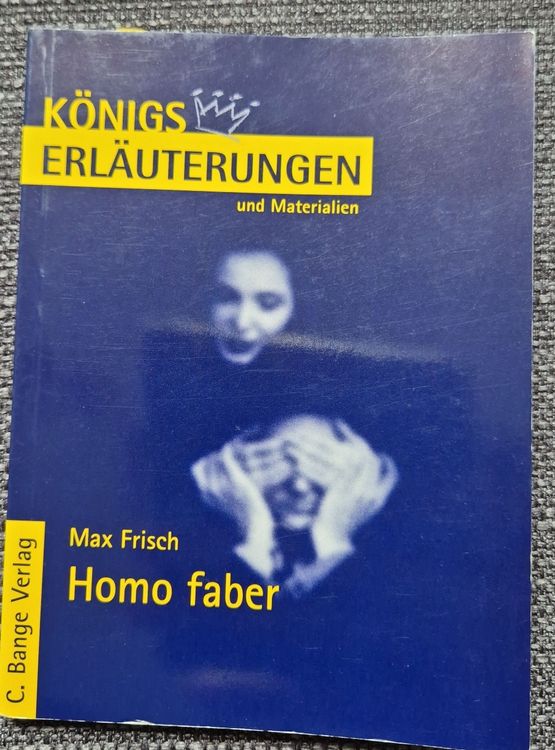 KÖNIGS
ERLÄUTERUNGEN
und Materialien
Max Frisch
Homo faber
C. Bange Verlag